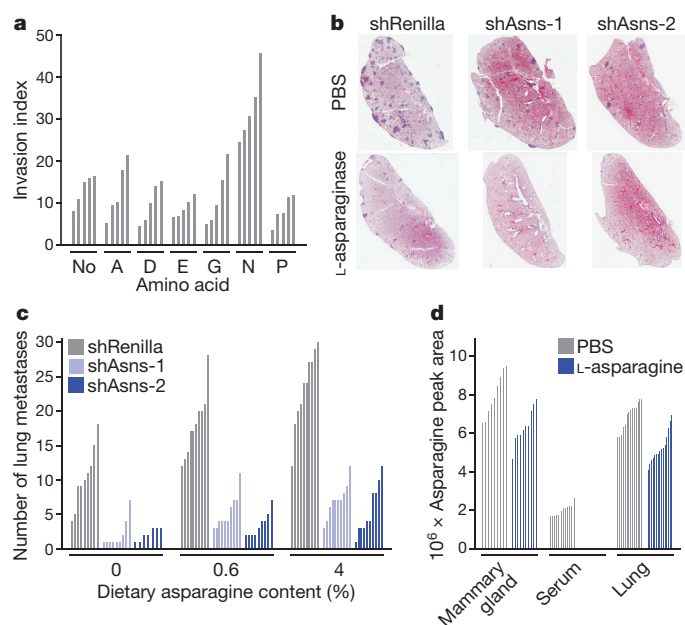 a
50
40
30
20
10
0
Invasion index
No A D E G N P
Amino acid
b
shRenilla shAsns-1 shAsns-2
PBS
L-asparaginase
c
30
25
20
15
10
5
0
Number of lung metastases
shRenilla
shAsns-1
shAsns-2
0 0.6 4
Dietary asparagine content (%)
d
10
8
6
4
2
0
10⁶ × Asparagine peak area
PBS
L-asparagine
Mammary
gland
Serum
Lung